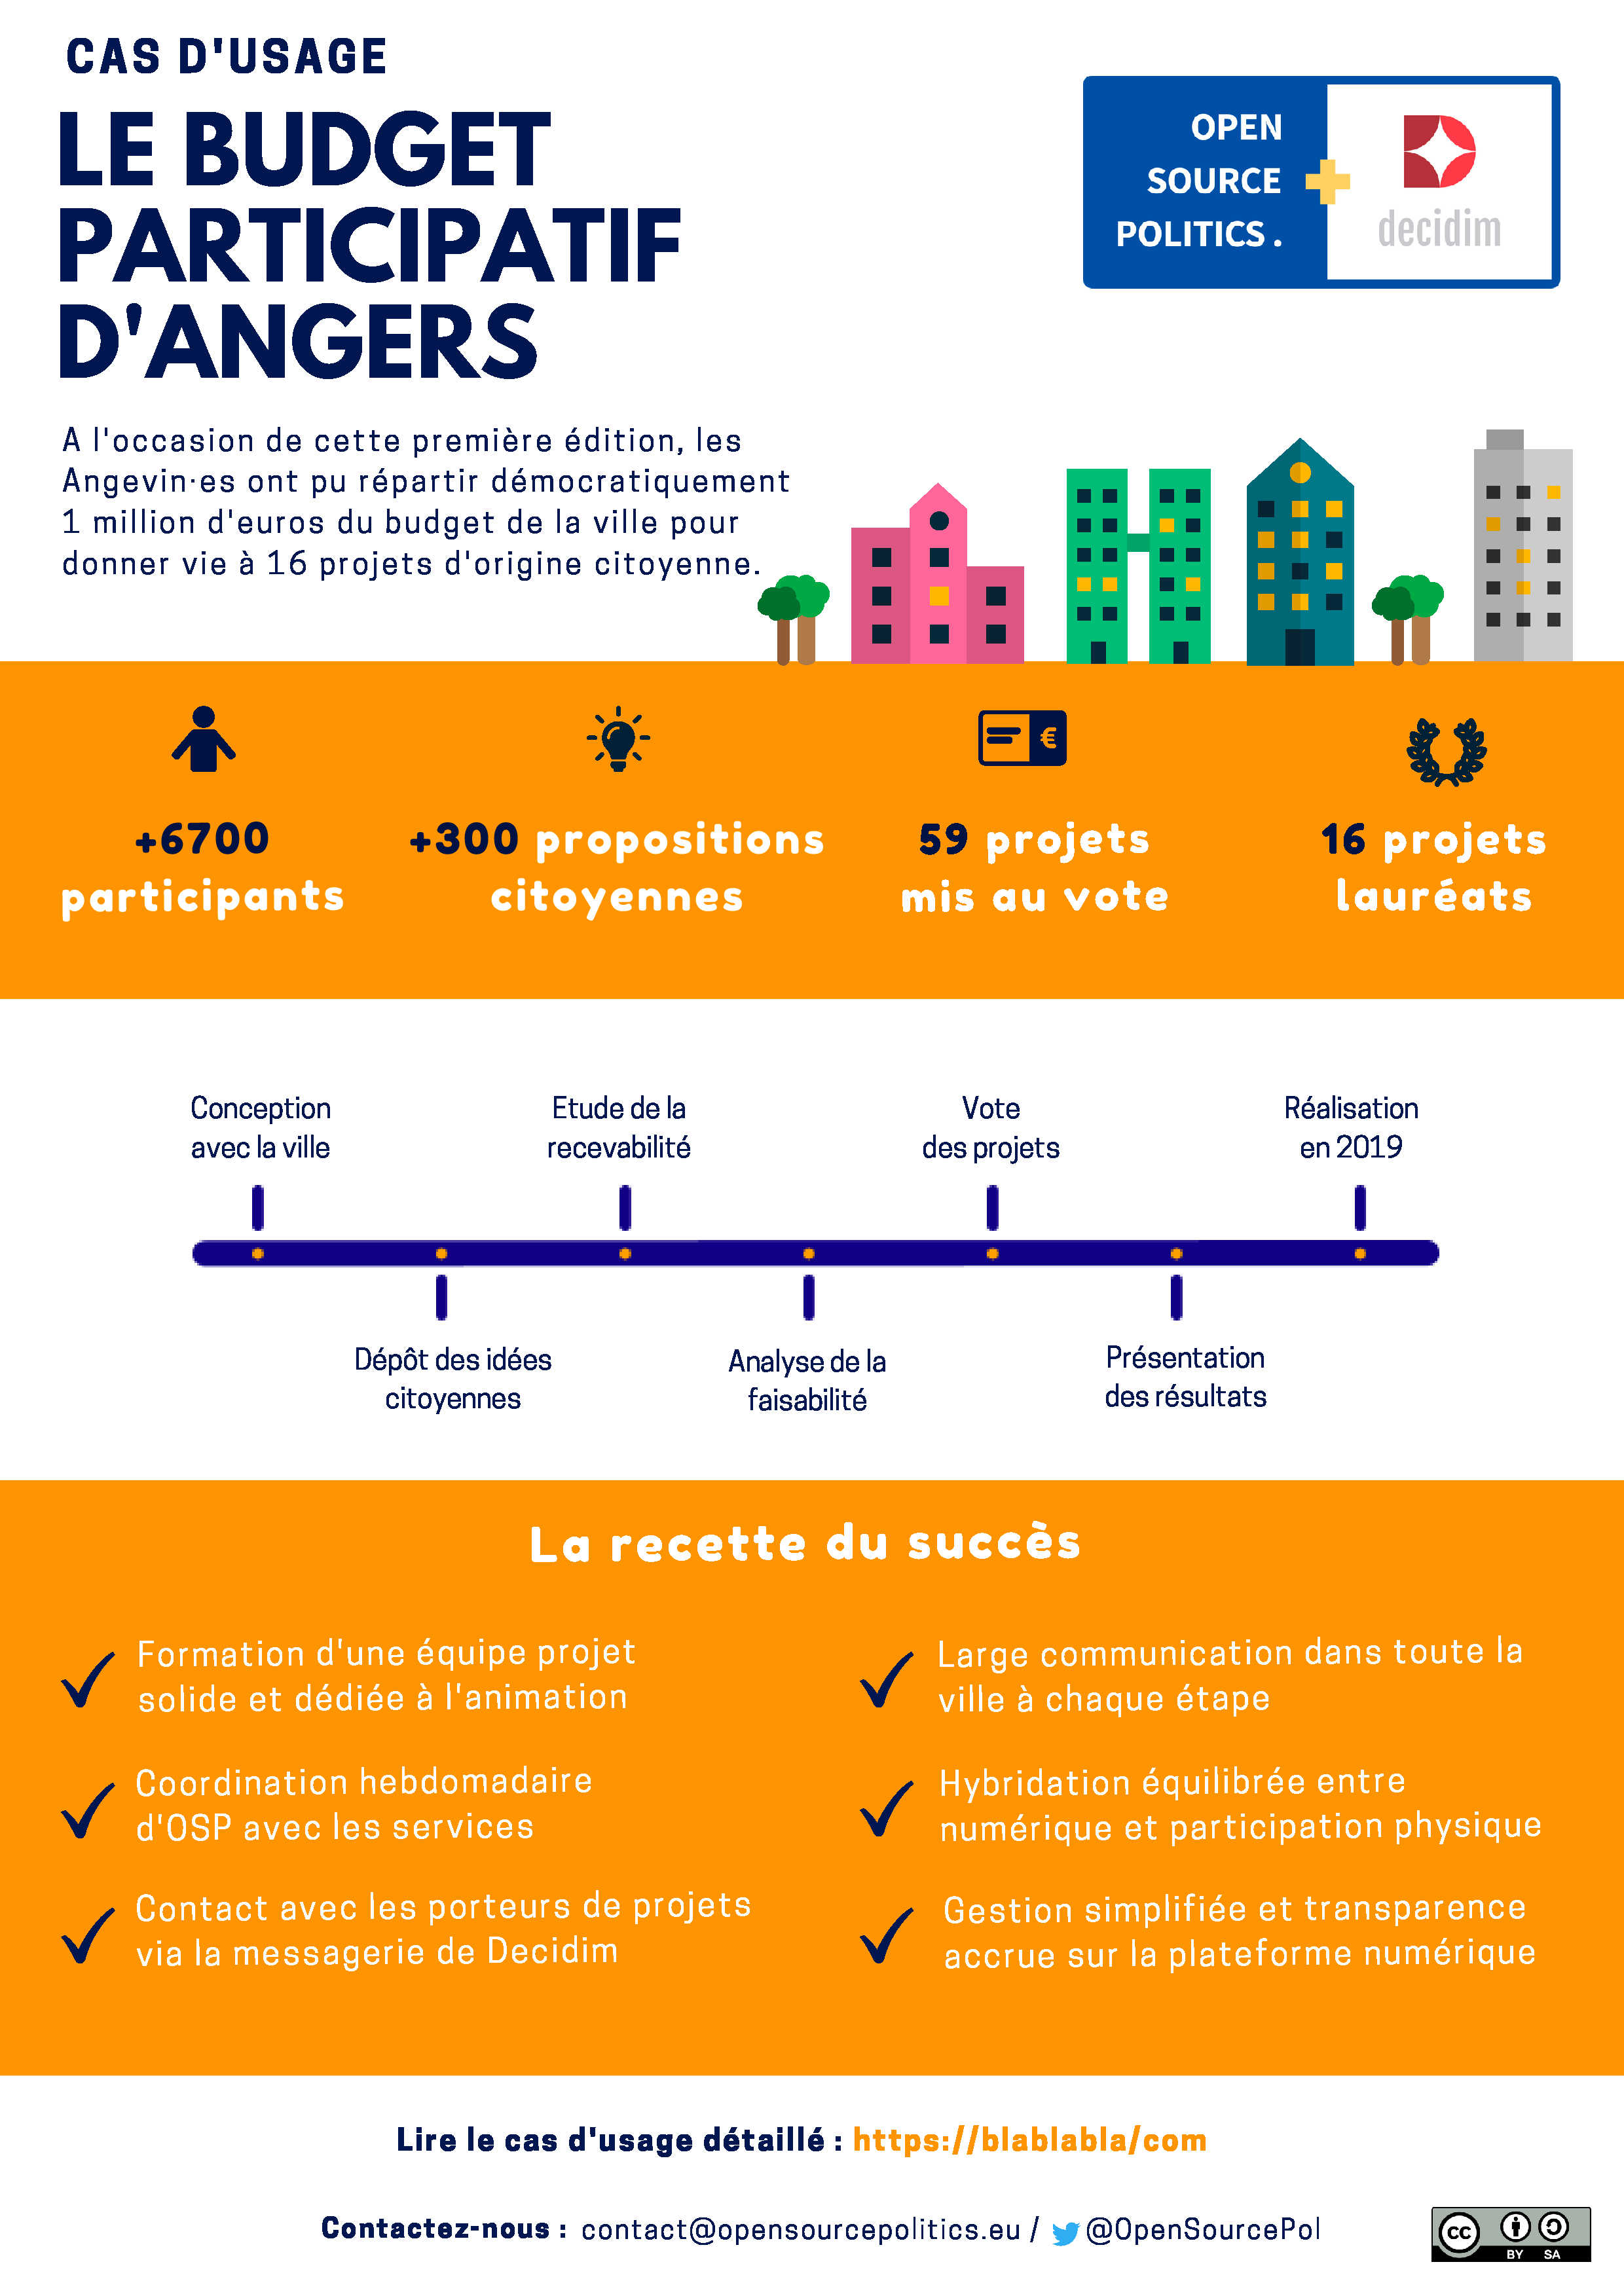 CAS D'USAGE
LE BUDGET
PARTICIPATIF
D'ANGERS
OPEN
SOURCE
POLITICS .
decidim
A l'occasion de cette première édition, les
Angevin·es ont pu répartir démocratiquement
1 million d'euros du budget de la ville pour
donner vie à 16 projets d'origine citoyenne.
€
+6700
participants
+300 propositions
citoyennes
59 projets
mis au vote
16 projets
lauréats
Conception
avec la ville
Etude de la
recevabilité
Vote
des projets
Réalisation
en 2019
Dépôt des idées
citoyennes
Analyse de la
faisabilité
Présentation
des résultats
La recette du succès
Formation d'une équipe projet
solide et dédiée à l'animation
Large communication dans toute la
ville à chaque étape
Coordination hebdomadaire
d'OSP avec les services
Hybridation équilibrée entre
numérique et participation physique
Contact avec les porteurs de projets
via la messagerie de Decidim
Gestion simplifiée et transparence
accrue sur la plateforme numérique
Lire le cas d'usage détaillé : https://blablabla/com
Contactez-nous : contact@opensourcepolitics.eu / @OpenSourcePol
cc
BY SA